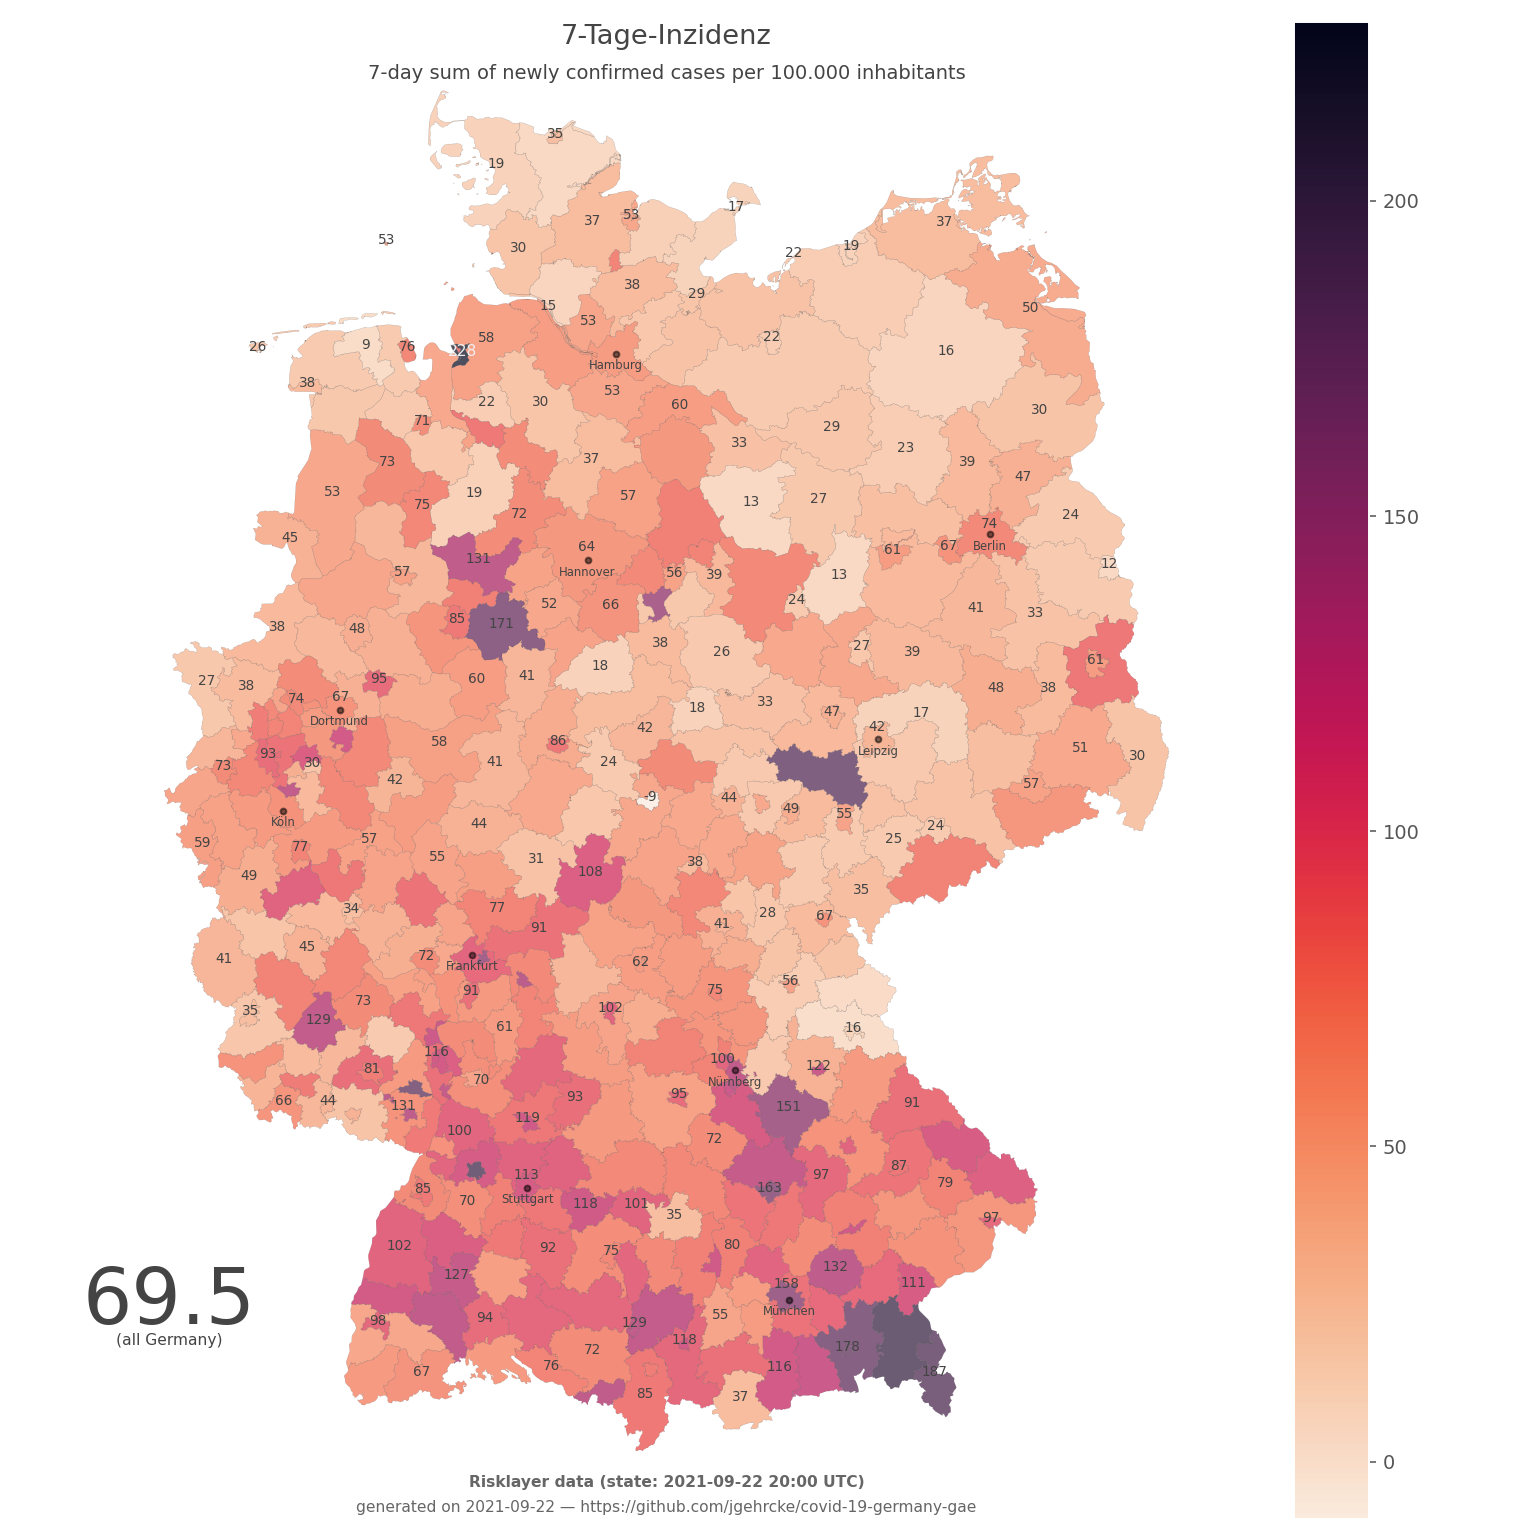 7-Tage-Inzidenz
7-day sum of newly confirmed cases per 100.000 inhabitants
35
19
17
37 53 37
53
30 22 19
38 29
15 50
53
58 22
26 9 76 228 16
Hamburg
38
53
22 30 60 30
71 29
33 23
37 39
73
53 19 57 47
75 13 27
72 24
45 74
64 61 67 Berlin
131 12
57 Hannover 56 39 13
52 66 24
85 171 41 33
38 48
38 26 27 39 61
18
27 38 95 60 41 48 38
74 67 18 33
Dortmund 47 17
58 42 42
93 86 Leipzig 51 30
73 30 41 24
42 57
-9 44
Köln 49 55
44 24
59 57 25
77 55 31 38
49 108
35
34 77 28
91 41 67
45
41 72 62
Frankfurt
56
91 75
35 73
129 102
61 16
116 100
81 122
70 Nürnberg
66 44 95
131 93 151 91
119
100 72
113 87
85 97 79
Stuttgart 163
70 118 101
35 97
102 92 75 80
127 132
158 111
98 94 129 55 München
118
72 178
67 76 116 187
85 37
69.5
(all Germany)
200
150
100
50
0
Risklayer data (state: 2021-09-22 20:00 UTC)
generated on 2021-09-22 — https://github.com/jgehrcke/covid-19-germany-gae